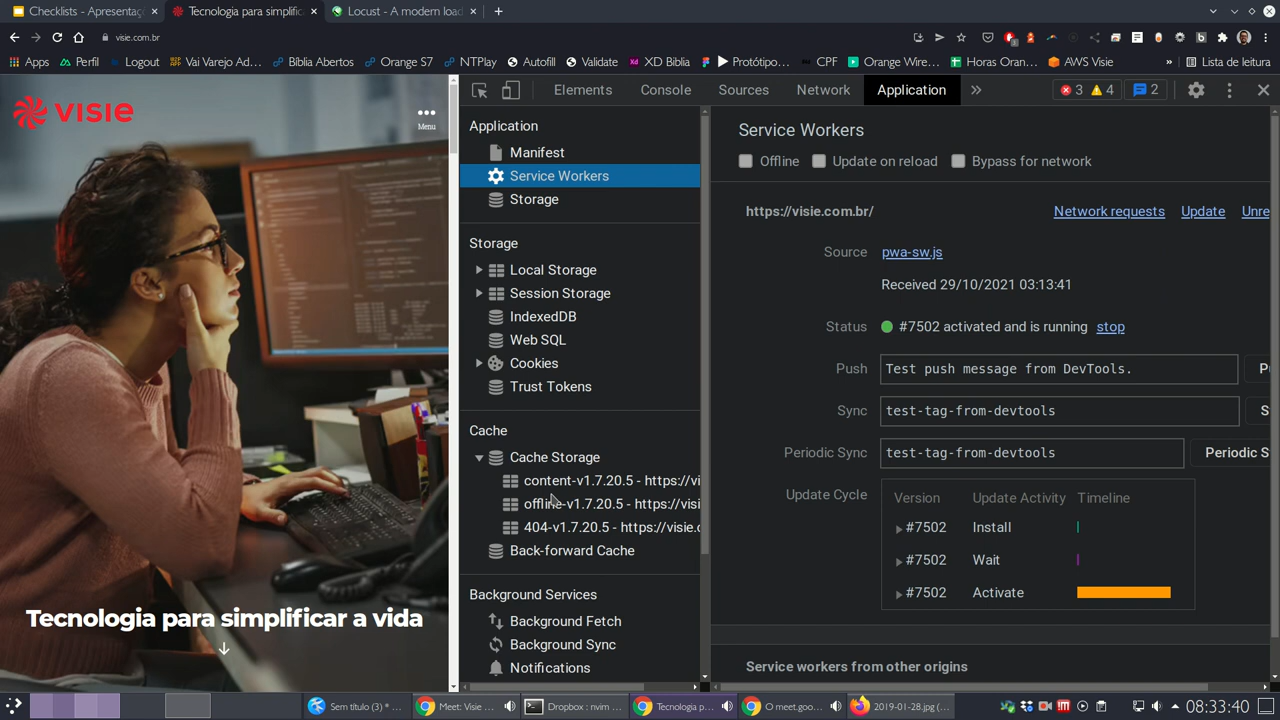 Checklists - Apresentaç
Tecnologia para simplific
Locust - A modern load
visie.com.br
Apps
Perfil
Logout
Vai Varejo Ad...
Bíblia Abertos
Orange S7
NTPlay
Autofill
Validate
XD Biblia
Protótipo...
CPF
Orange Wire...
Horas Oran...
AWS Visie
»
Lista de leitura
VISIE
Menu
Tecnologia para simplificar a vida
Elements
Console
Sources
Network
Application
»
3
4
2
Application
Manifest
Service Workers
Storage
Storage
Local Storage
Session Storage
IndexedDB
Web SQL
Cookies
Trust Tokens
Cache
Cache Storage
content-v1.7.20.5 - https://vi
offline-v1.7.20.5 - https://visi
404-v1.7.20.5 - https://visie.c
Back-forward Cache
Background Services
Background Fetch
Background Sync
Notifications
Service Workers
Offline
Update on reload
Bypass for network
https://visie.com.br/
Network requests
Update
Unre
Source
pwa-sw.js
Received 29/10/2021 03:13:41
Status
#7502 activated and is running
stop
Push
Test push message from DevTools.
P
Sync
test-tag-from-devtools
S
Periodic Sync
test-tag-from-devtools
Periodic S
Update Cycle
Version
Update Activity
Timeline
#7502
Install
#7502
Wait
#7502
Activate
Service workers from other origins
Sem título (3) * ...
Meet: Visie ...
Dropbox : nvim ...
Tecnologia p...
O meet.goo...
2019-01-28.jpg (...
08:33:40